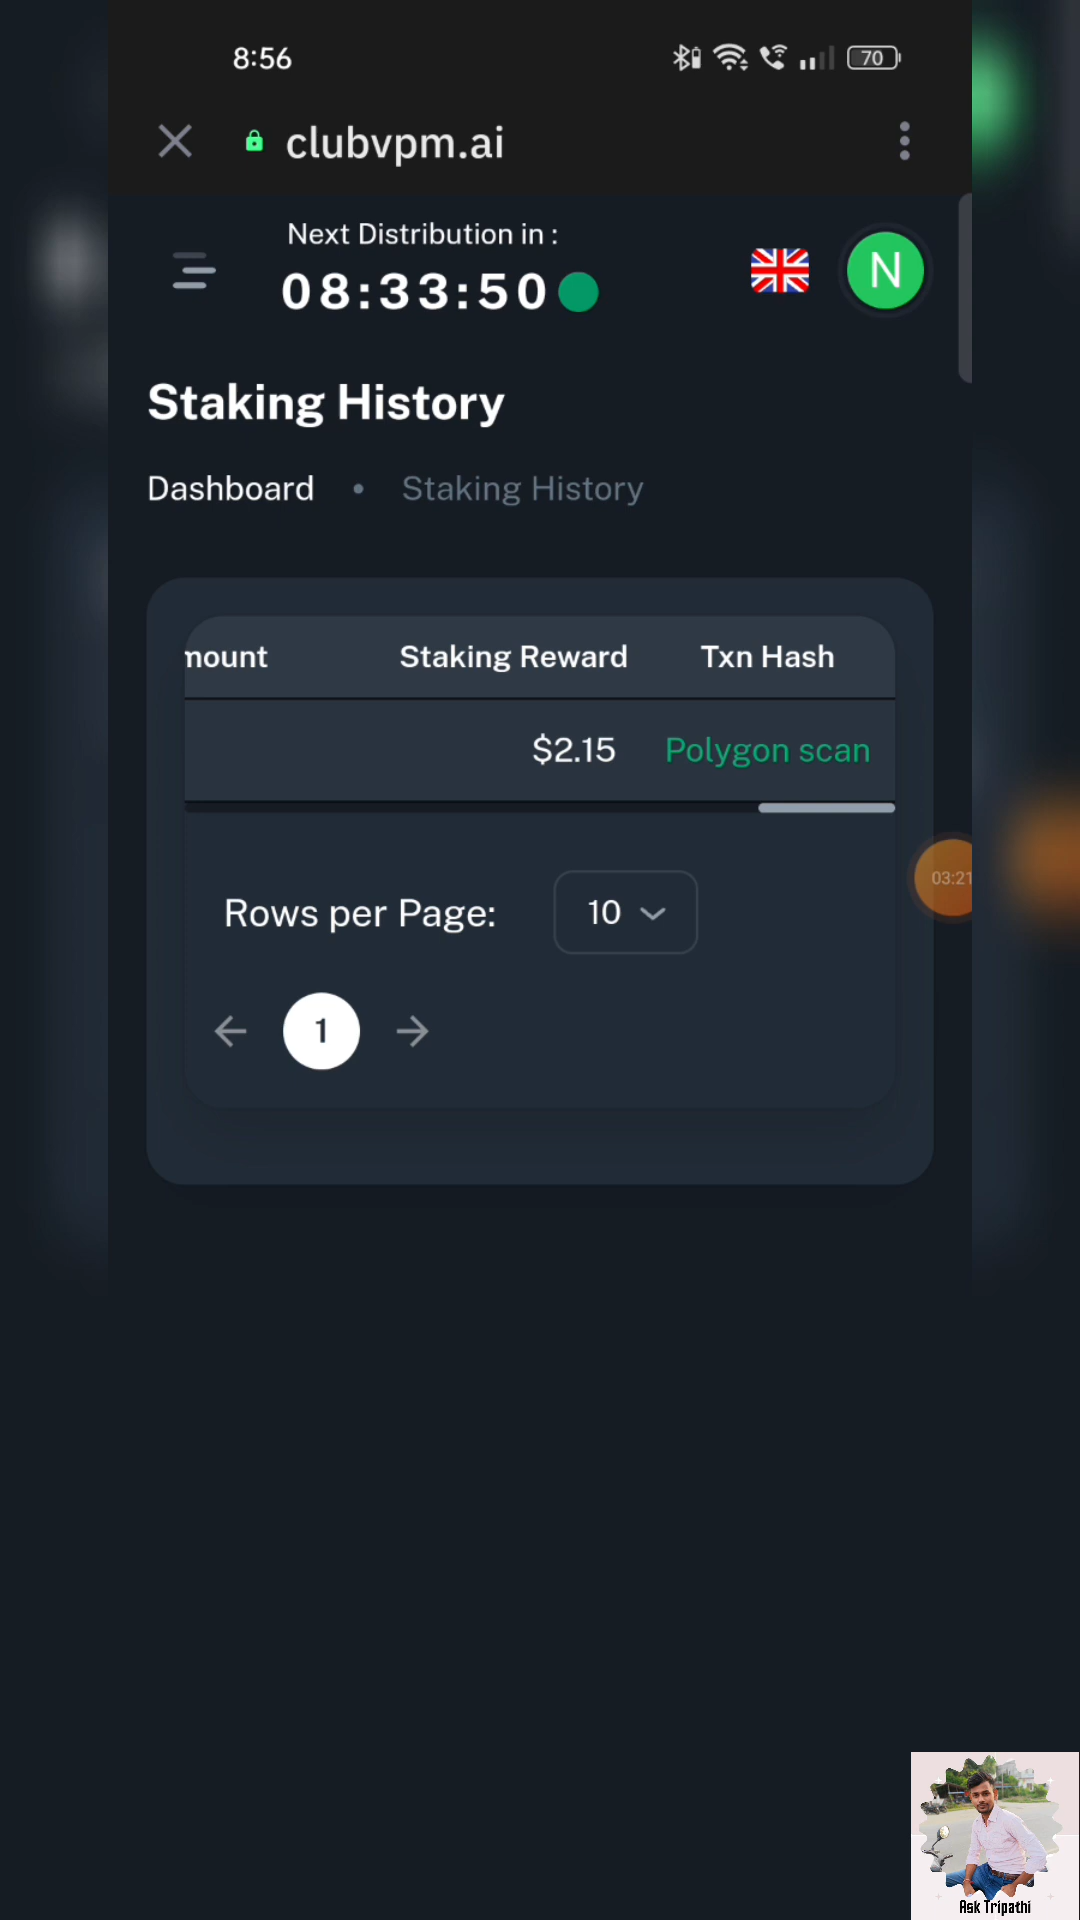 8:56
70
clubvpm.ai
Next Distribution in :
08:33:50
N
Staking History
Dashboard • Staking History
mount Staking Reward Txn Hash
$2.15 Polygon scan
03:21
Rows per Page: 10
1
Ask Tripathi